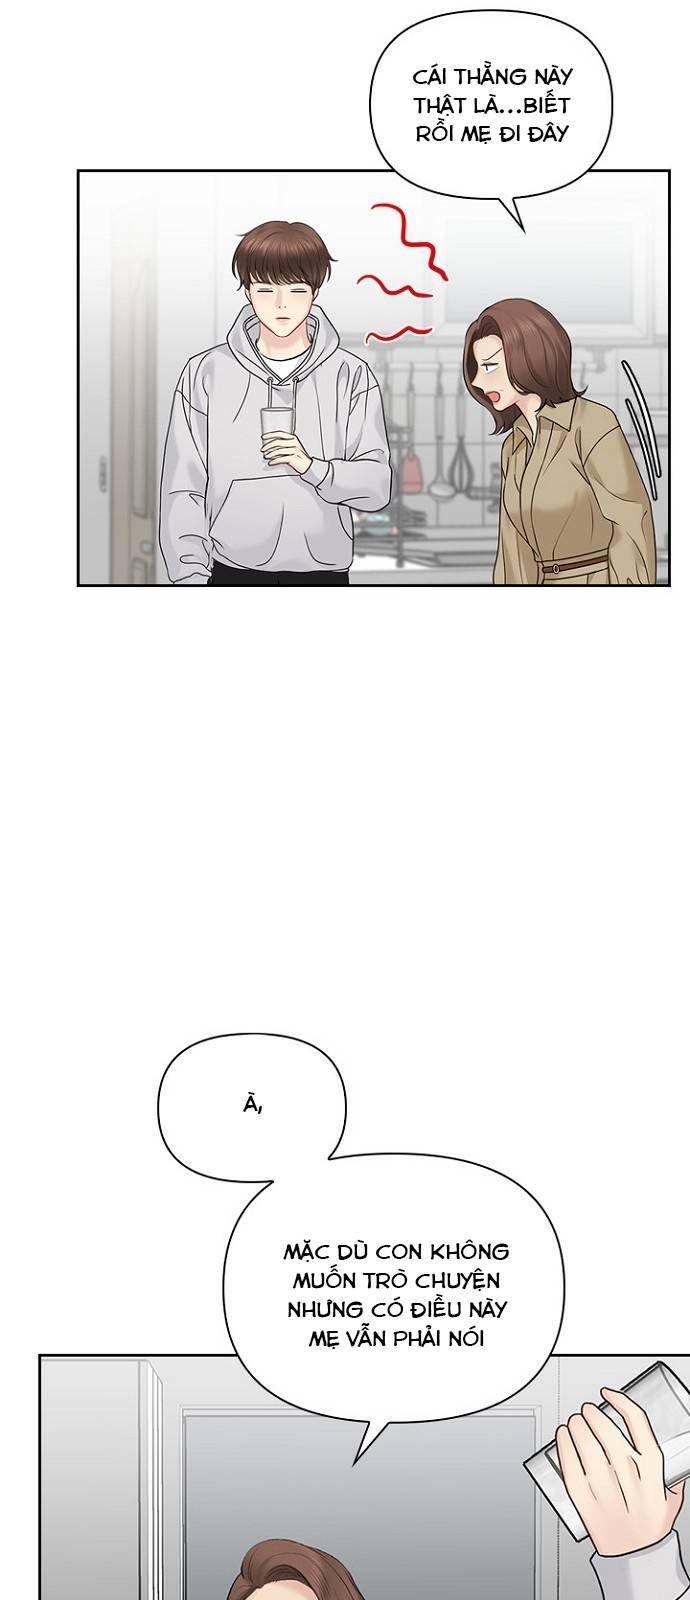 CÁI THẰNG NÀY
THẬT LÀ...BIẾT
RỒI MẸ ĐI ĐÂY
À,
MẶC DÙ CON KHÔNG
MUỐN TRÒ CHUYỆN
NHƯNG CÓ ĐIỀU NÀY
MẸ VẪN PHẢI NÓI